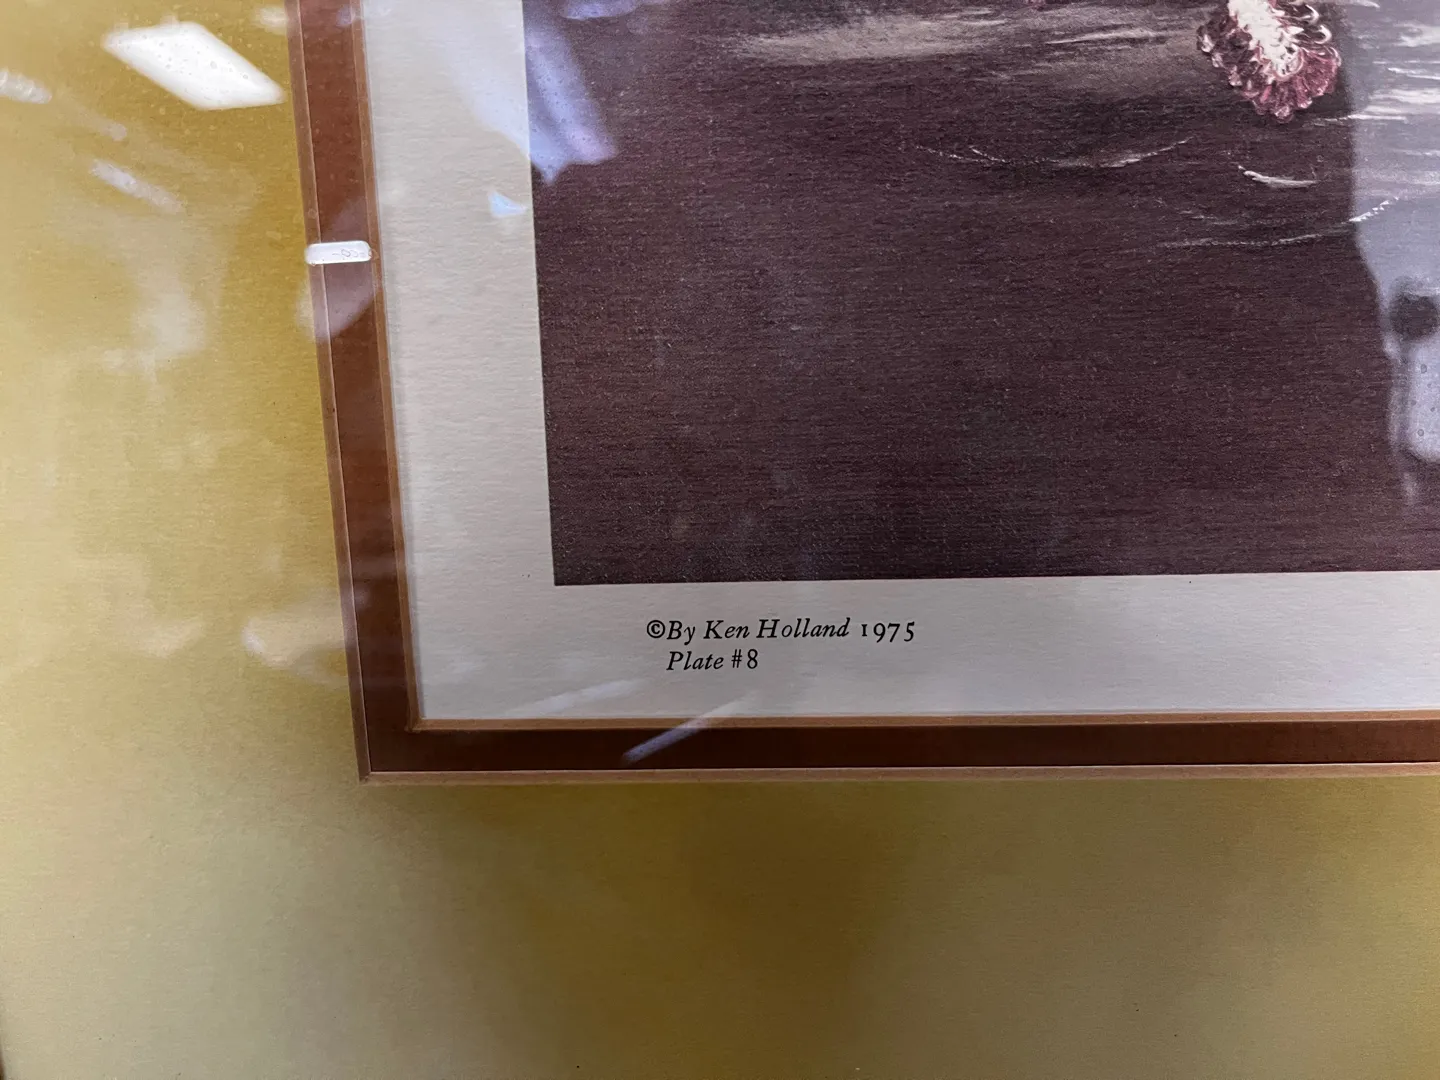 ©By Ken Holland 1975
Plate #8